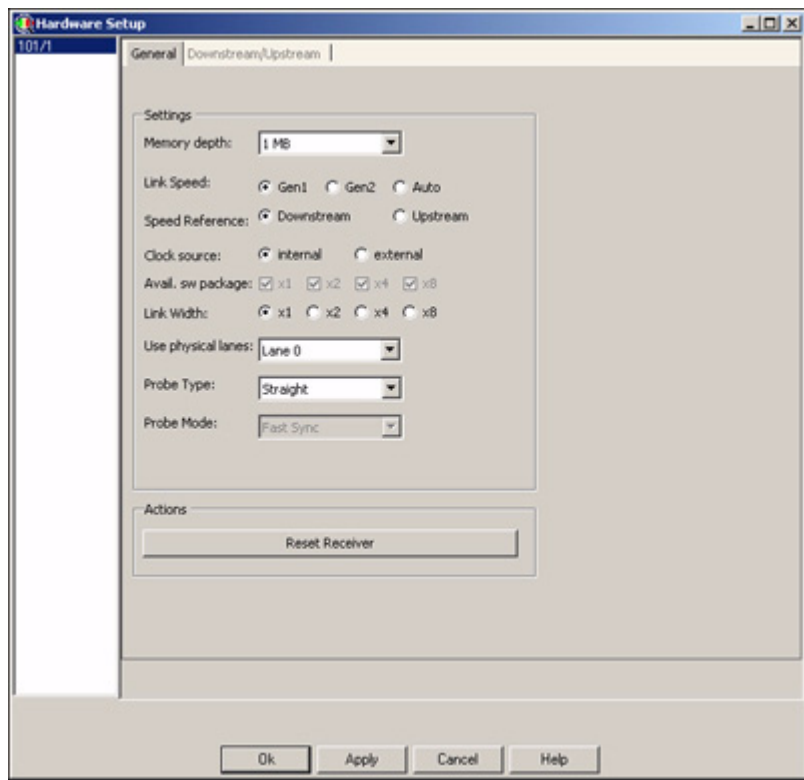 Hardware Setup
101/1
General Downstream/Upstream
Settings
Memory depth: 1 MB
Link Speed: Gen1 Gen2 Auto
Speed Reference: Downstream Upstream
Clock source: internal external
Avail. sw package: x1 x2 x4 x8
Link Width: x1 x2 x4 x8
Use physical lanes: Lane 0
Probe Type: Straight
Probe Mode: Fast Sync
Actions
Reset Receiver
Ok Apply Cancel Help